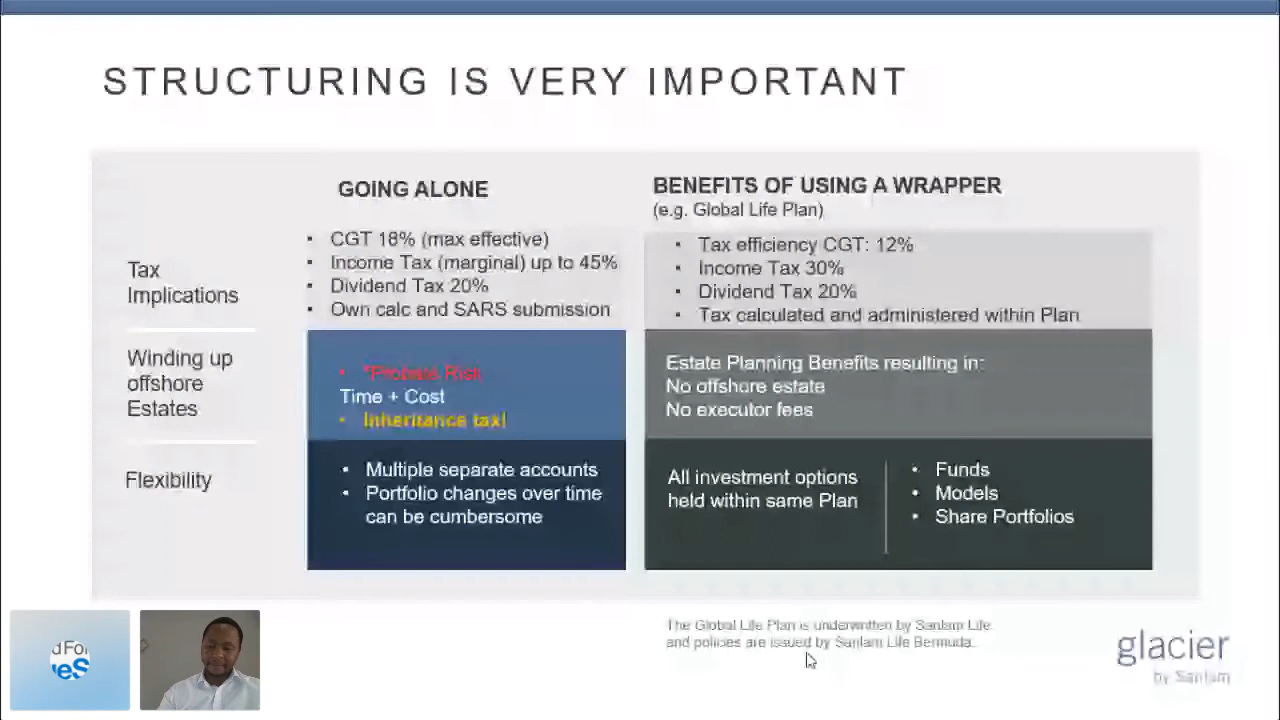 STRUCTURING IS VERY IMPORTANT
GOING ALONE
BENEFITS OF USING A WRAPPER
(e.g. Global Life Plan)
Tax
Implications
• CGT 18% (max effective)
• Income Tax (marginal) up to 45%
• Dividend Tax 20%
• Own calc and SARS submission
• Tax efficiency CGT: 12%
• Income Tax 30%
• Dividend Tax 20%
• Tax calculated and administered within Plan
Winding up
offshore
Estates
• *Probate Risk
Time + Cost
• Inheritance tax!
Estate Planning Benefits resulting in:
No offshore estate
No executor fees
Flexibility
• Multiple separate accounts
• Portfolio changes over time
can be cumbersome
All investment options
held within same Plan
• Funds
• Models
• Share Portfolios
The Global Life Plan is underwritten by Sanlam Life
and policies are issued by Sanlam Life Bermuda.
dFor
eS
glacier
by Sanlam